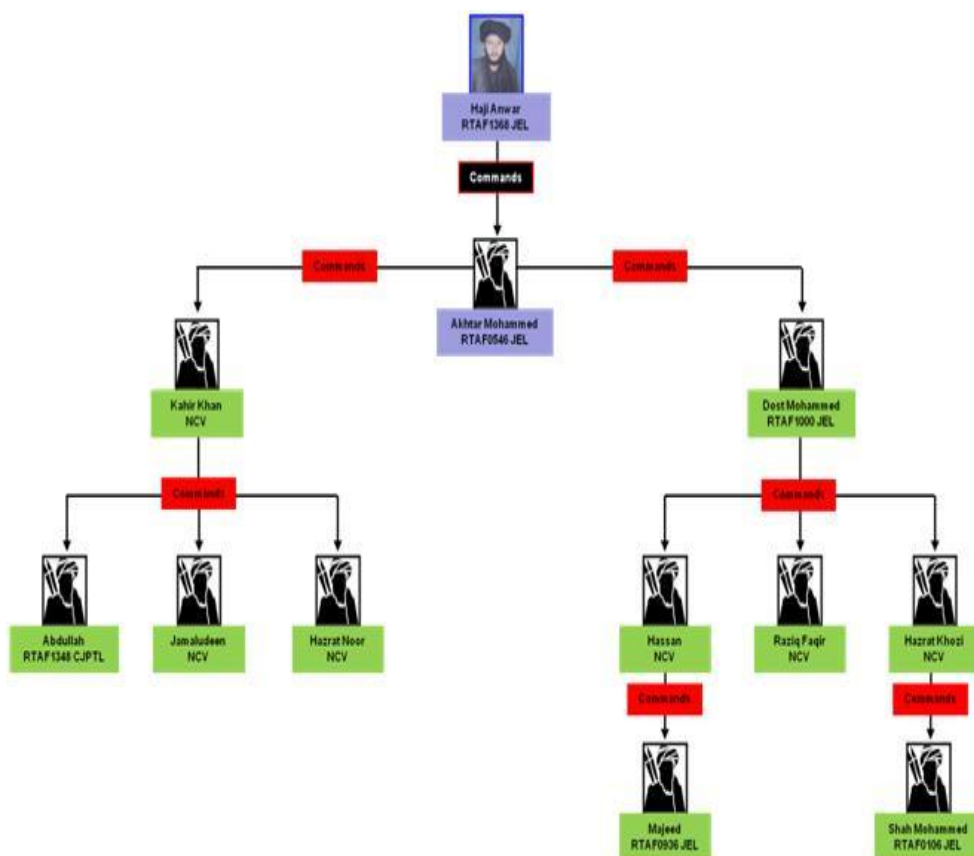 Haji Anwar
RTAF1368 JEL
Commands
Commands
Commands
Akhtar Mohammed
RTAF0546 JEL
Kahir Khan
NCV
Dost Mohammed
RTAF1000 JEL
Commands
Commands
Abdullah
RTAF1348 CJPTL
Jamaludeen
NCV
Hazrat Noor
NCV
Hassan
NCV
Raziq Faqir
NCV
Hazrat Khozi
NCV
Commands
Commands
Majeed
RTAF0936 JEL
Shah Mohammed
RTAF0106 JEL